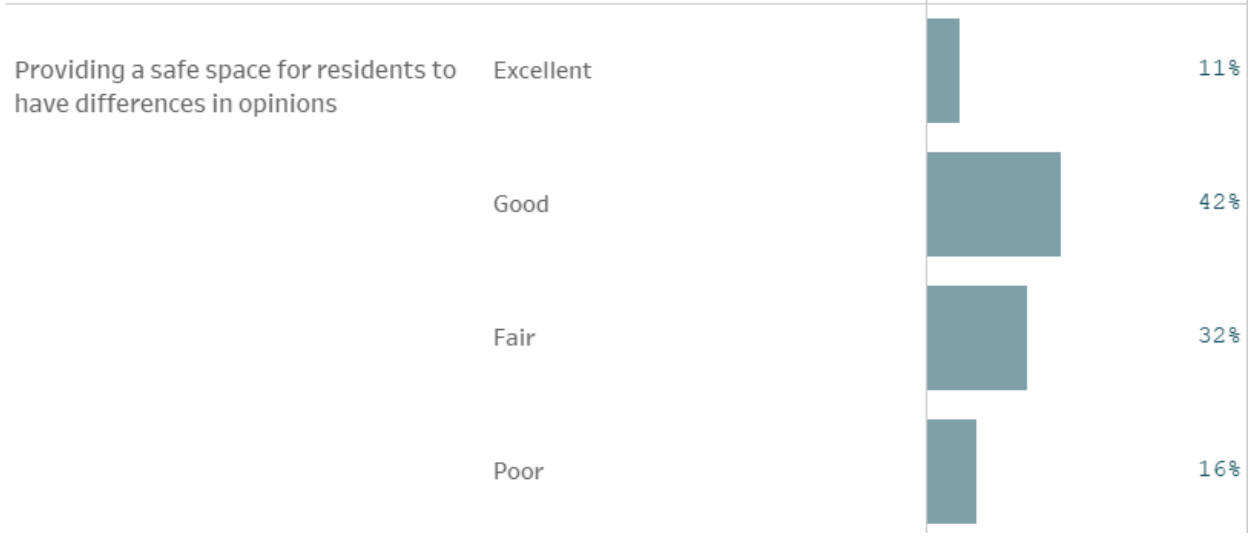 Providing a safe space for residents to
have differences in opinions
Excellent
11%
Good
42%
Fair
32%
Poor
16%